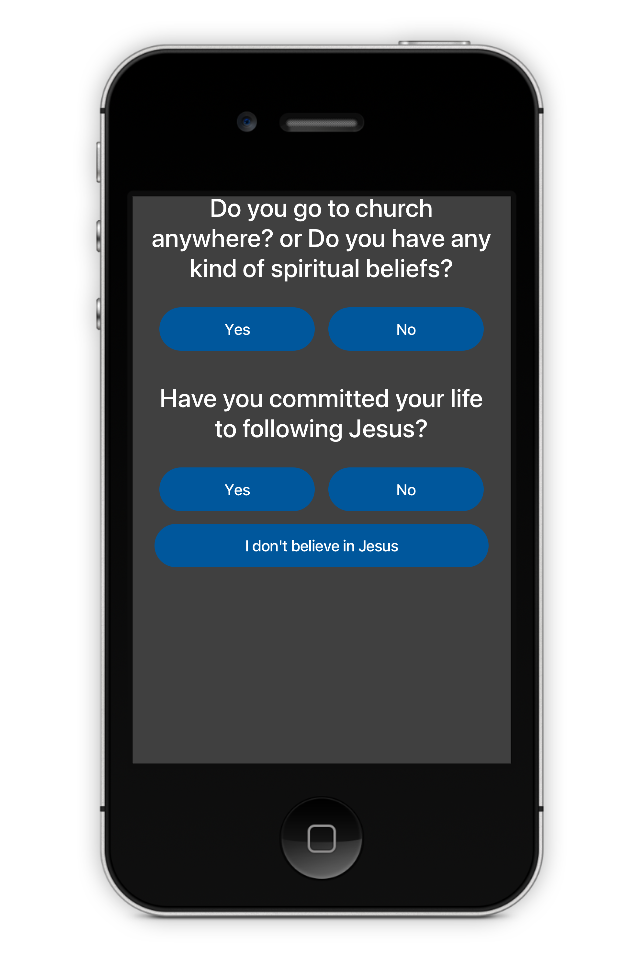 Do you go to church
anywhere? or Do you have any
kind of spiritual beliefs?
Yes
No
Have you committed your life
to following Jesus?
Yes
No
I don't believe in Jesus